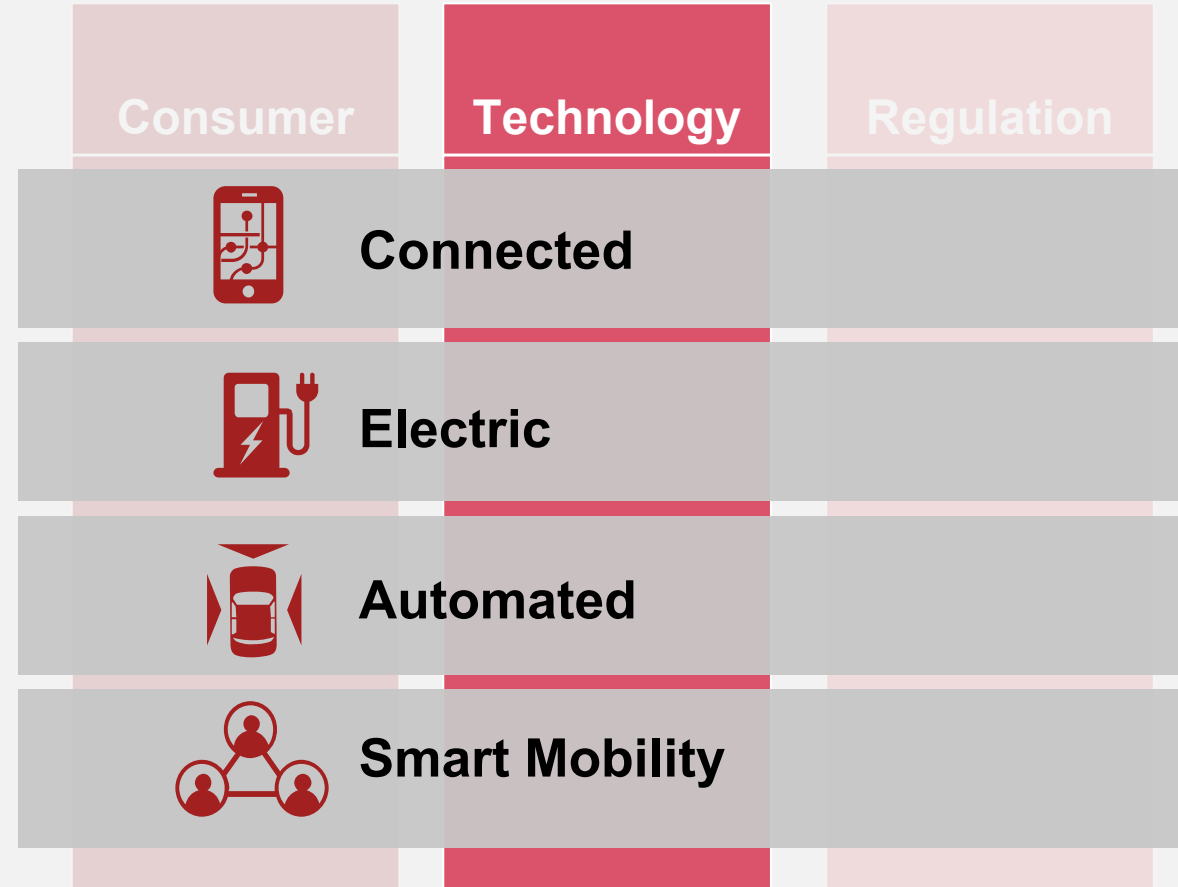 Consumer
Technology
Regulation
Connected
Electric
Automated
Smart Mobility